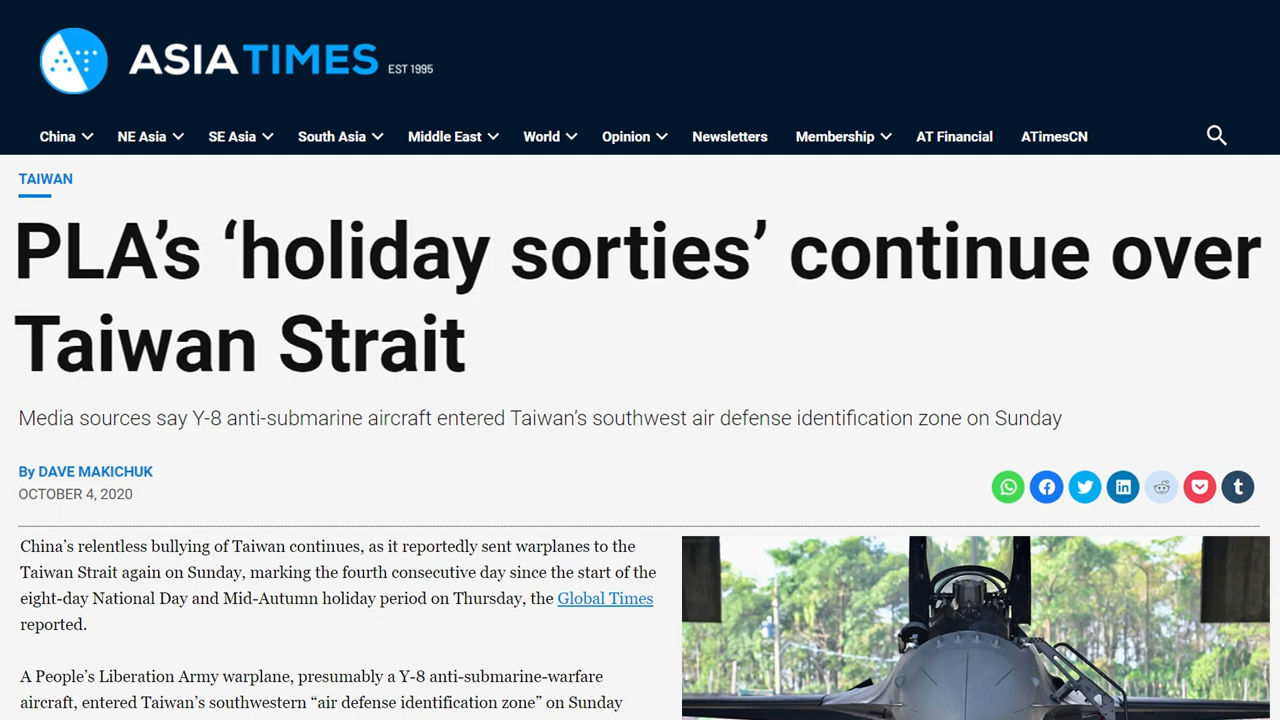 ASIA TIMES EST 1995
China NE Asia SE Asia South Asia Middle East World Opinion Newsletters Membership AT Financial ATimesCN
TAIWAN
PLA’s ‘holiday sorties’ continue over
Taiwan Strait
Media sources say Y-8 anti-submarine aircraft entered Taiwan’s southwest air defense identification zone on Sunday
By DAVE MAKICHUK
OCTOBER 4, 2020
China’s relentless bullying of Taiwan continues, as it reportedly sent warplanes to the
Taiwan Strait again on Sunday, marking the fourth consecutive day since the start of the
eight-day National Day and Mid-Autumn holiday period on Thursday, the Global Times
reported.
A People’s Liberation Army warplane, presumably a Y-8 anti-submarine-warfare
aircraft, entered Taiwan’s southwestern “air defense identification zone” on Sunday